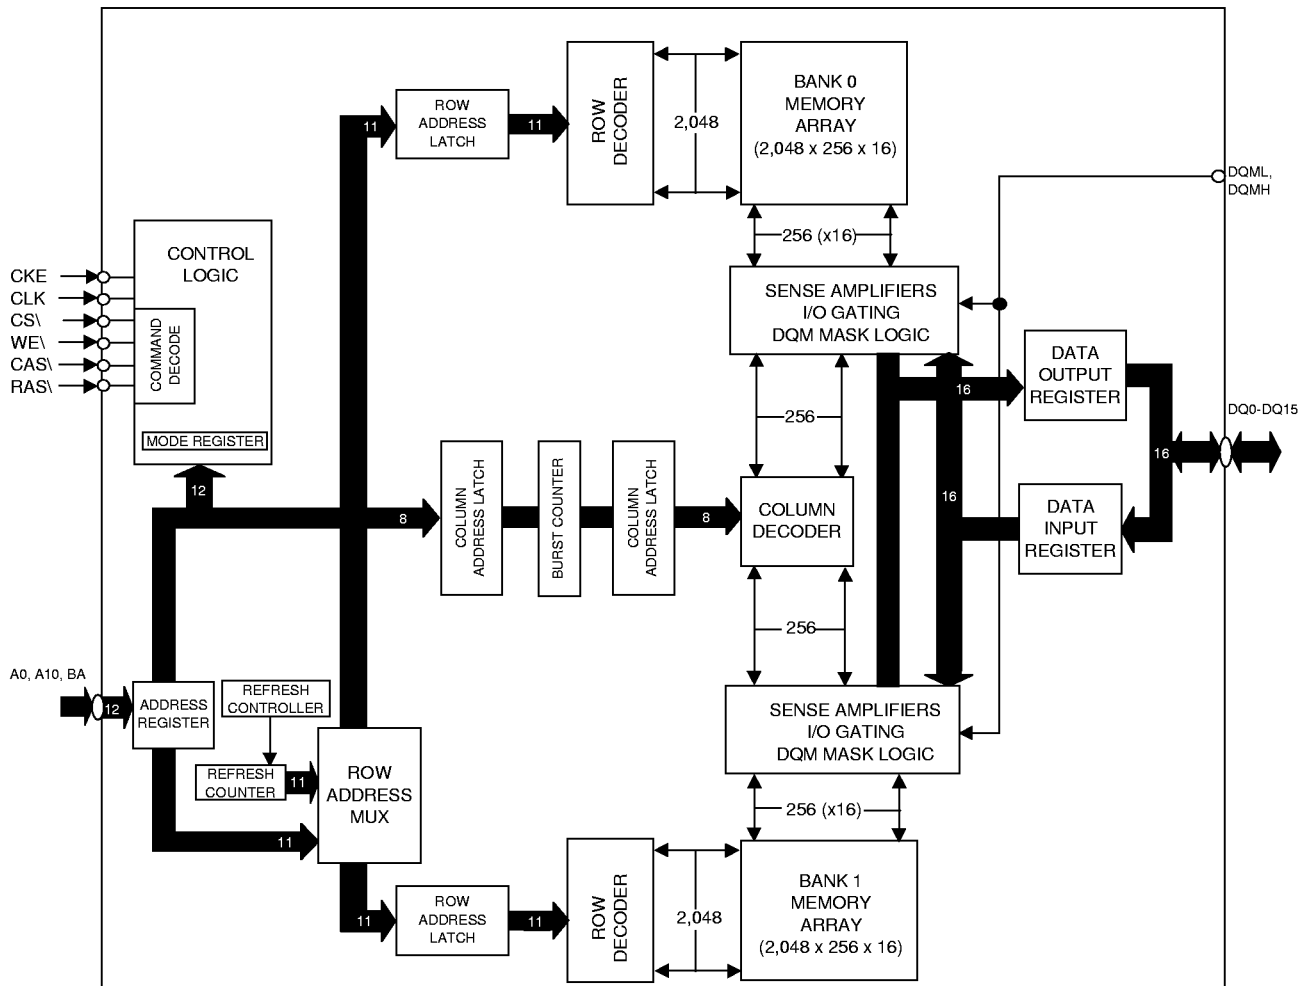 BANK 0
MEMORY
ARRAY
(2,048 x 256 x 16)
ROW
DECODER
2,048
ROW
ADDRESS
LATCH
11
11
DQML,
DQMH
256 (x16)
CONTROL
LOGIC
CKE
CLK
CS\
WE\
CAS\
RAS\
COMMAND
DECODE
MODE REGISTER
SENSE AMPLIFIERS
I/O GATING
DQM MASK LOGIC
DATA
OUTPUT
REGISTER
16
256
DQ0-DQ15
16
12
8
COLUMN
ADDRESS LATCH
BURST COUNTER
COLUMN
ADDRESS LATCH
8
COLUMN
DECODER
16
DATA
INPUT
REGISTER
256
A0, A10, BA
12
ADDRESS
REGISTER
REFRESH
CONTROLLER
REFRESH
COUNTER
11
ROW
ADDRESS
MUX
11
SENSE AMPLIFIERS
I/O GATING
DQM MASK LOGIC
256 (x16)
11
ROW
ADDRESS
LATCH
11
ROW
DECODER
2,048
BANK 1
MEMORY
ARRAY
(2,048 x 256 x 16)